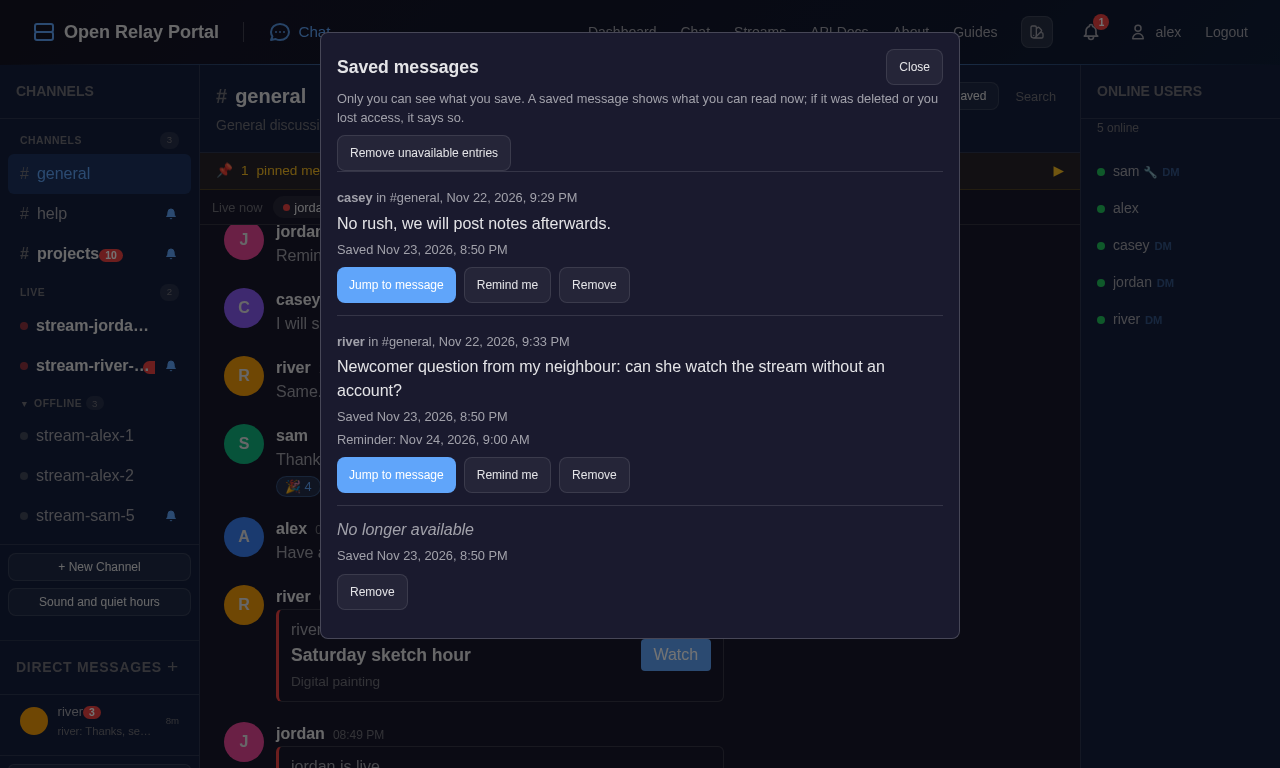 Open Relay Portal
Chat
Dashboard Chat Streams API Docs About Guides
1
alex
Logout
CHANNELS
CHANNELS 3
# general
# help
# projects 10
LIVE 2
stream-jorda…
stream-river-…
▼ OFFLINE 3
stream-alex-1
stream-alex-2
stream-sam-5
+ New Channel
Sound and quiet hours
DIRECT MESSAGES +
river 3
river: Thanks, se…
8m
# general
General discussi
Search
📌 1 pinned me
▶
Live now
J
jordan
Remin
C
casey
I will s
R
river
Same.
S
sam
Thank
🎉 4
A
alex
Have a
R
river
river
Saturday sketch hour
Digital painting
Watch
J
jordan 08:49 PM
jordan is live
Saved messages
Close
Only you can see what you save. A saved message shows what you can read now; if it was deleted or you
lost access, it says so.
Remove unavailable entries
casey in #general, Nov 22, 2026, 9:29 PM
No rush, we will post notes afterwards.
Saved Nov 23, 2026, 8:50 PM
Jump to message Remind me Remove
river in #general, Nov 22, 2026, 9:33 PM
Newcomer question from my neighbour: can she watch the stream without an
account?
Saved Nov 23, 2026, 8:50 PM
Reminder: Nov 24, 2026, 9:00 AM
Jump to message Remind me Remove
No longer available
Saved Nov 23, 2026, 8:50 PM
Remove
ONLINE USERS
5 online
sam 🔧 DM
alex
casey DM
jordan DM
river DM